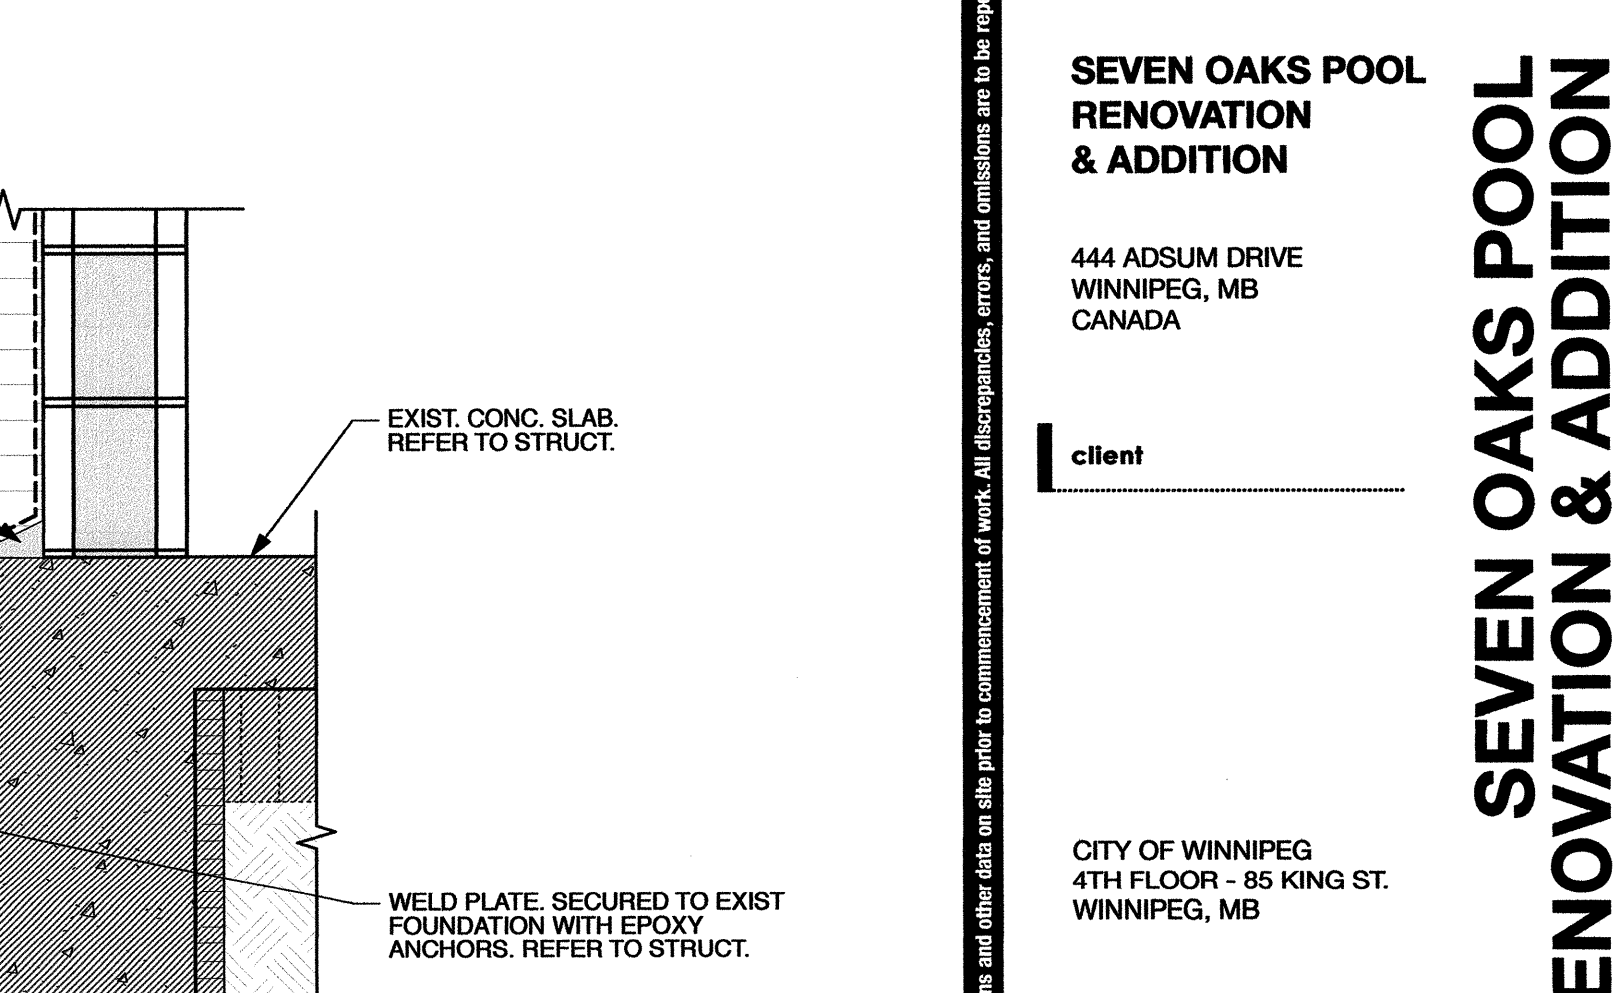 EXIST. CONC. SLAB.
REFER TO STRUCT.
WELD PLATE. SECURED TO EXIST
FOUNDATION WITH EPOXY
ANCHORS. REFER TO STRUCT.
and other data on site prior to commencement of work. All discrepancies, errors, and omissions are to be
SEVEN OAKS POOL
RENOVATION
& ADDITION
444 ADSUM DRIVE
WINNIPEG, MB
CANADA
client
CITY OF WINNIPEG
4TH FLOOR - 85 KING ST.
WINNIPEG, MB
SEVEN OAKS POOL
ENOVATION & ADDITION